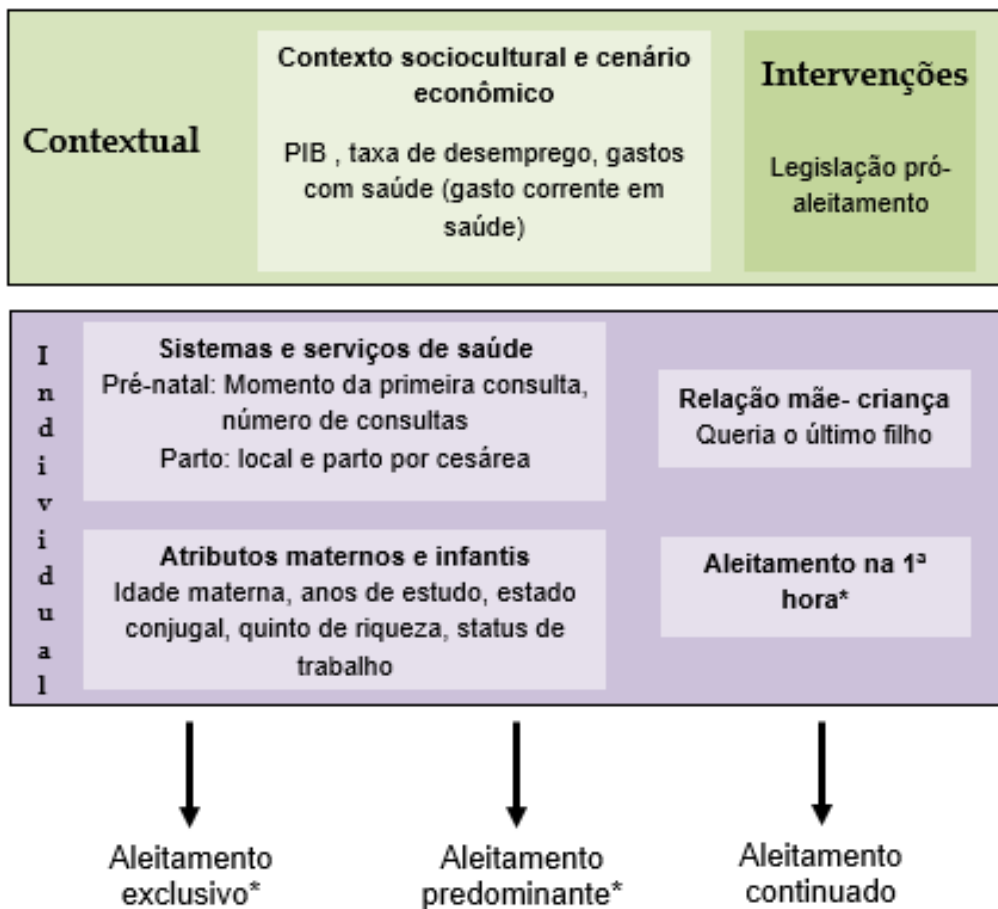 Contextual
Contexto sociocultural e cenário
econômico
PIB , taxa de desemprego, gastos
com saúde (gasto corrente em
saúde)
Intervenções
Legislação pró-
aleitamento
Individual
Sistemas e serviços de saúde
Pré-natal: Momento da primeira consulta,
número de consultas
Parto: local e parto por cesárea
Relação mãe- criança
Queria o último filho
Atributos maternos e infantis
Idade materna, anos de estudo, estado
conjugal, quinto de riqueza, status de
trabalho
Aleitamento na 1ª
hora*
Aleitamento
exclusivo*
Aleitamento
predominante*
Aleitamento
continuado